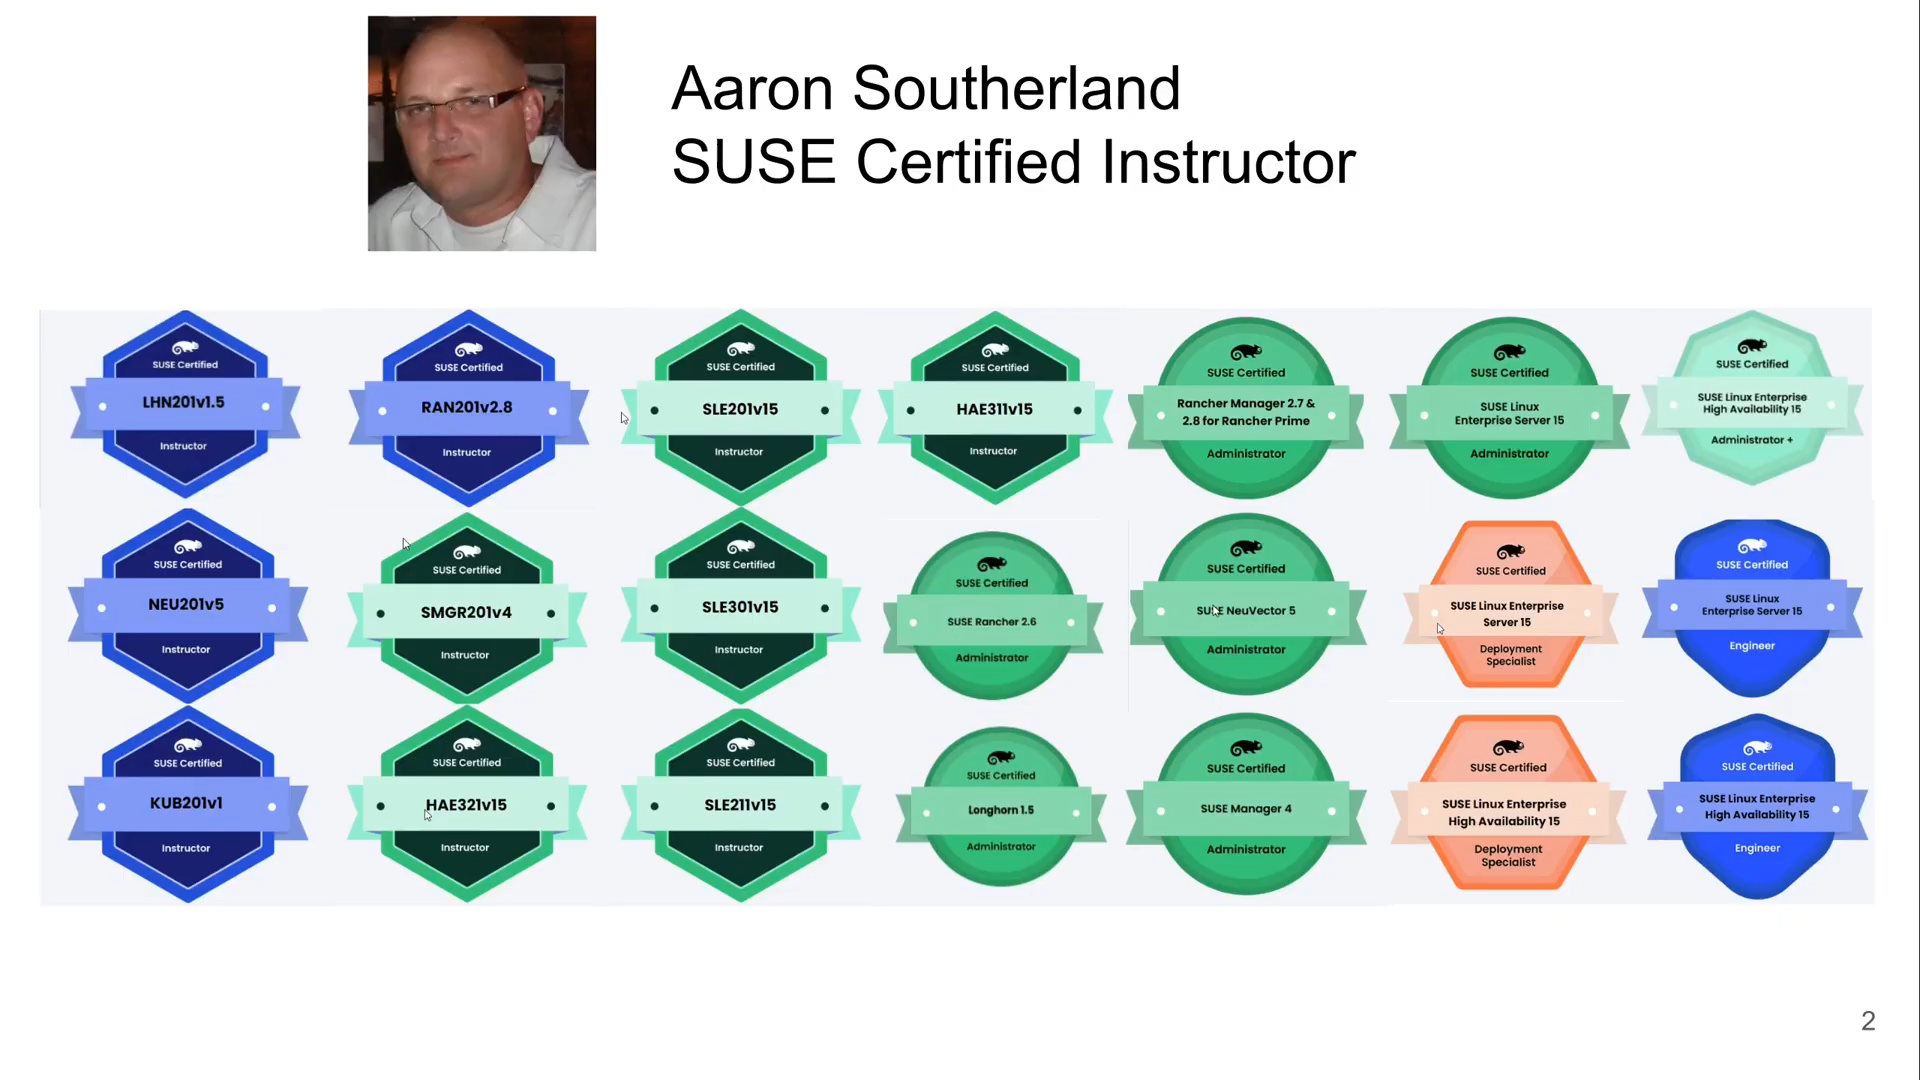 Aaron Southerland
SUSE Certified Instructor
SUSE Certified
LHN201v1.5
Instructor
SUSE Certified
RAN201v2.8
Instructor
SUSE Certified
SLE201v15
Instructor
SUSE Certified
HAE311v15
Instructor
SUSE Certified
Rancher Manager 2.7 &
2.8 for Rancher Prime
Administrator
SUSE Certified
SUSE Linux
Enterprise Server 15
Administrator
SUSE Certified
SUSE Linux Enterprise
High Availability 15
Administrator +
SUSE Certified
NEU201v5
Instructor
SUSE Certified
SMGR201v4
Instructor
SUSE Certified
SLE301v15
Instructor
SUSE Certified
SUSE Rancher 2.6
Administrator
SUSE Certified
SUSE NeuVector 5
Administrator
SUSE Certified
SUSE Linux Enterprise
Server 15
Deployment
Specialist
SUSE Certified
SUSE Linux
Enterprise Server 15
Engineer
SUSE Certified
KUB201v1
Instructor
SUSE Certified
HAE321v15
Instructor
SUSE Certified
SLE211v15
Instructor
SUSE Certified
Longhorn 1.5
Administrator
SUSE Certified
SUSE Manager 4
Administrator
SUSE Certified
SUSE Linux Enterprise
High Availability 15
Deployment
Specialist
SUSE Certified
SUSE Linux Enterprise
High Availability 15
Engineer
2